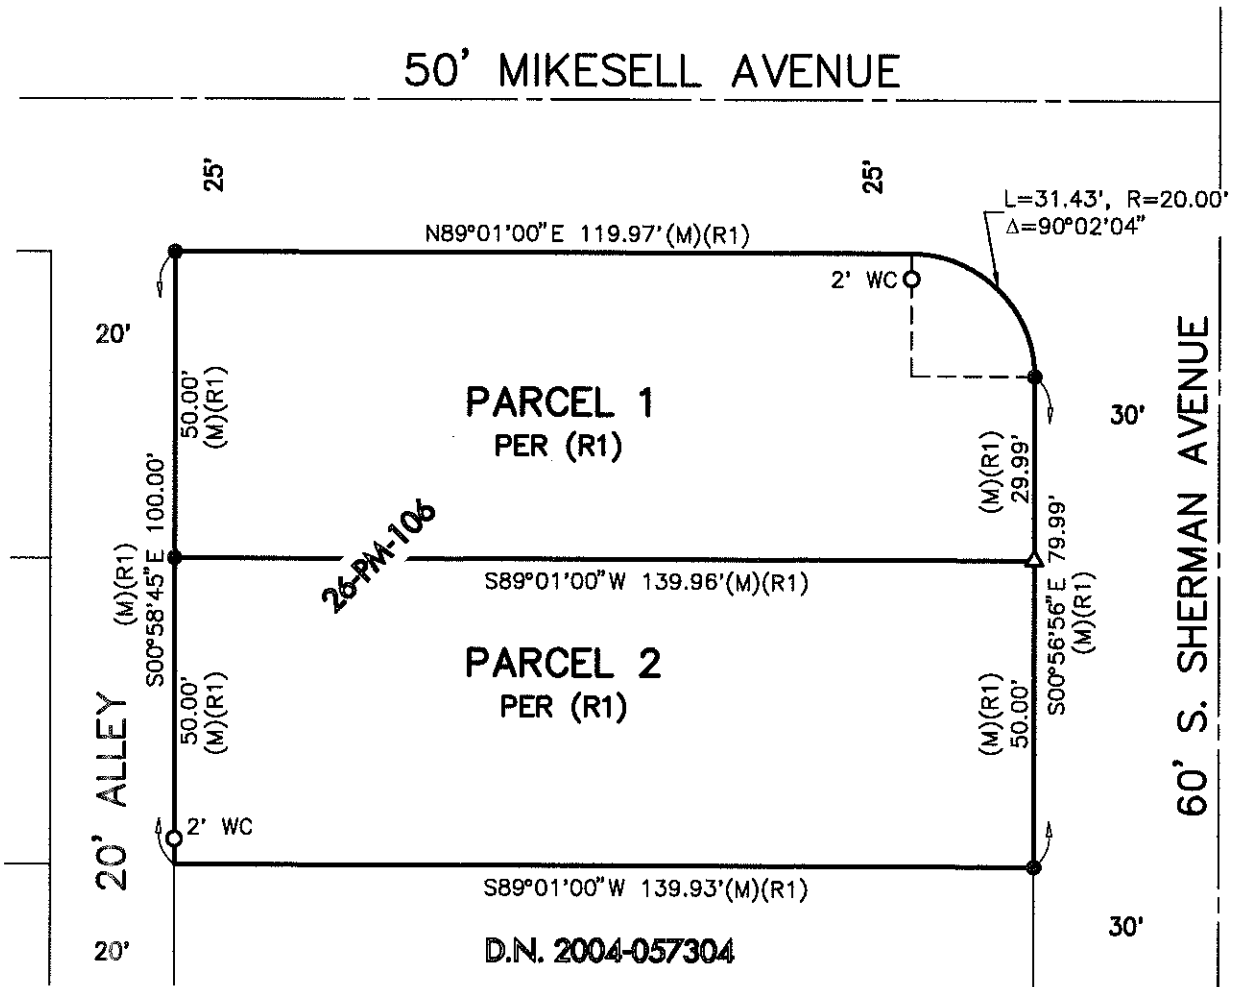 50' MIKESELL AVENUE
25'
25'
L=31.43', R=20.00'
Δ=90°02'04"
N89°01'00"E 119.97'(M)(R1)
2' WC
20'
50.00'
(M)(R1)
PARCEL 1
PER (R1)
30'
(M)(R1)
29.99'
60' S. SHERMAN AVENUE
(M)(R1)
S00°58'45"E 100.00'
26-PM-106
S89°01'00"W 139.96'(M)(R1)
S00°56'56"E 79.99'
(M)(R1)
PARCEL 2
PER (R1)
50.00'
(M)(R1)
(M)(R1)
50.00'
20' ALLEY
2' WC
S89°01'00"W 139.93'(M)(R1)
20'
D.N. 2004-057304
30'